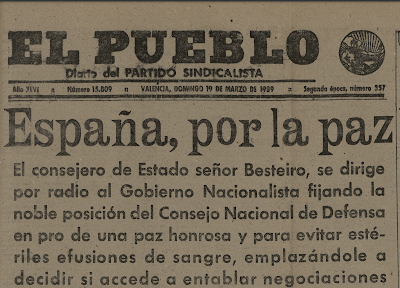 EL PUEBLO
Diario del PARTIDO SINDICALISTA
Año XLVI • Número 15.809 • VALENCIA, DOMINGO 19 DE MARZO DE 1939 • Segunda época, número 357
España, por la paz
El consejero de Estado señor Besteiro, se dirige
por radio al Gobierno Nacionalista fijando la
noble posición del Consejo Nacional de Defensa
en pro de una paz honrosa y para evitar esté-
riles efusiones de sangre, emplazándole a
decidir si accede a entablar negociaciones